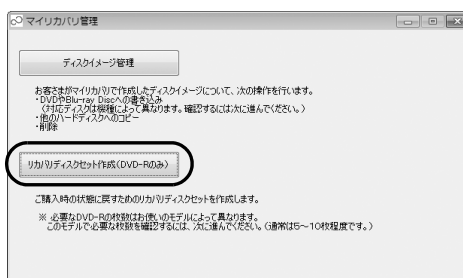 マイリカバリ管理
ディスクイメージ管理
お客さまがマイリカバリで作成したディスクイメージについて、次の操作を行います。
・DVDやBlu-ray Discへの書き込み
（対応ディスクは機種によって異なります。確認するには次に進んでください。）
・他のハードディスクへのコピー
・削除
リカバリディスクセット作成(DVD-Rのみ)
ご購入時の状態に戻すためのリカバリディスクセットを作成します。
※ 必要なDVD-Rの枚数はお使いのモデルによって異なります。
このモデルで必要な枚数を確認するには、次に進んでください。（通常は5～10枚程度です。）